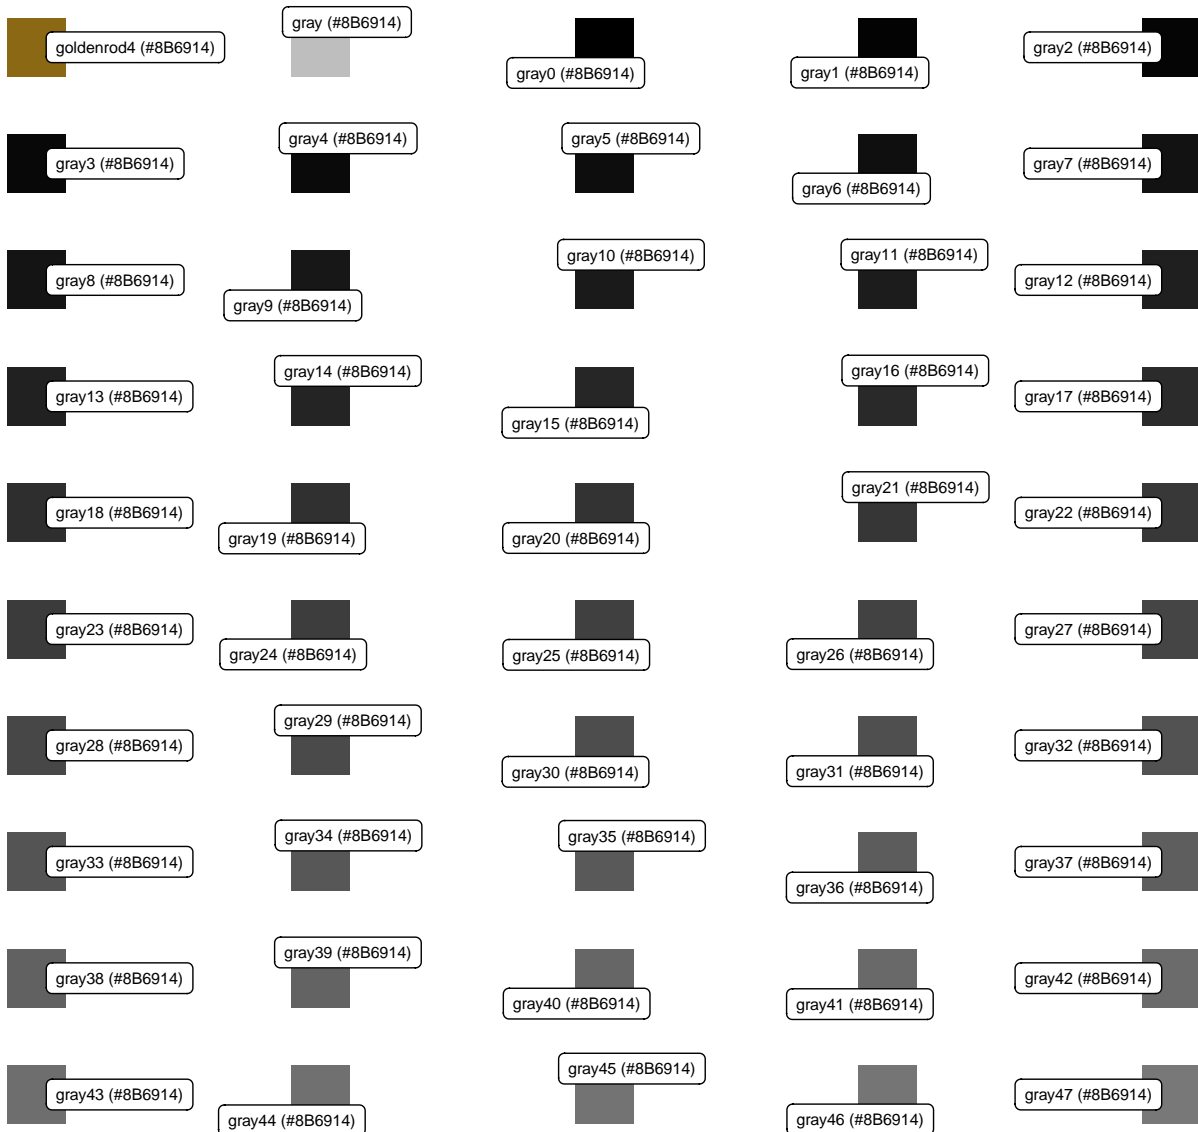 goldenrod4 (#8B6914)
gray (#8B6914)
gray0 (#8B6914)
gray1 (#8B6914)
gray2 (#8B6914)
gray3 (#8B6914)
gray4 (#8B6914)
gray5 (#8B6914)
gray6 (#8B6914)
gray7 (#8B6914)
gray8 (#8B6914)
gray9 (#8B6914)
gray10 (#8B6914)
gray11 (#8B6914)
gray12 (#8B6914)
gray13 (#8B6914)
gray14 (#8B6914)
gray15 (#8B6914)
gray16 (#8B6914)
gray17 (#8B6914)
gray18 (#8B6914)
gray19 (#8B6914)
gray20 (#8B6914)
gray21 (#8B6914)
gray22 (#8B6914)
gray23 (#8B6914)
gray24 (#8B6914)
gray25 (#8B6914)
gray26 (#8B6914)
gray27 (#8B6914)
gray28 (#8B6914)
gray29 (#8B6914)
gray30 (#8B6914)
gray31 (#8B6914)
gray32 (#8B6914)
gray33 (#8B6914)
gray34 (#8B6914)
gray35 (#8B6914)
gray36 (#8B6914)
gray37 (#8B6914)
gray38 (#8B6914)
gray39 (#8B6914)
gray40 (#8B6914)
gray41 (#8B6914)
gray42 (#8B6914)
gray43 (#8B6914)
gray44 (#8B6914)
gray45 (#8B6914)
gray46 (#8B6914)
gray47 (#8B6914)